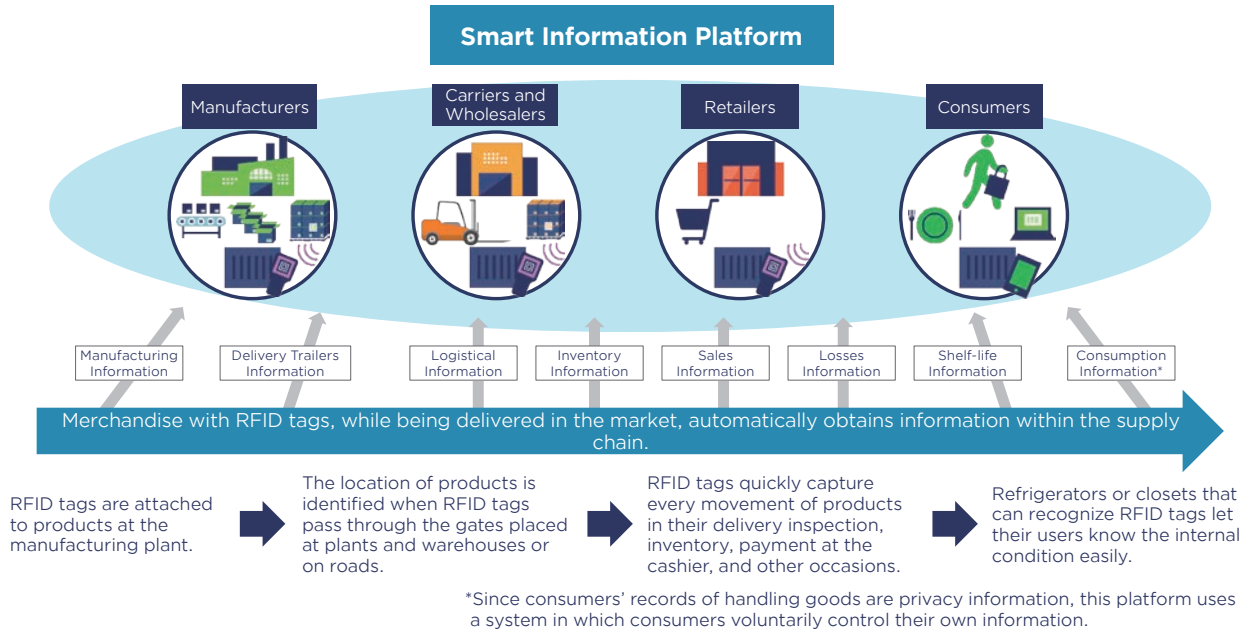 Smart Information Platform
Manufacturers
Carriers and
Wholesalers
Retailers
Consumers
Manufacturing
Information
Delivery Trailers
Information
Logistical
Information
Inventory
Information
Sales
Information
Losses
Information
Shelf-life
Information
Consumption
Information*
Merchandise with RFID tags, while being delivered in the market, automatically obtains information within the supply
chain.
RFID tags are attached
to products at the
manufacturing plant.
The location of products is
identified when RFID tags
pass through the gates placed
at plants and warehouses or
on roads.
RFID tags quickly capture
every movement of products
in their delivery inspection,
inventory, payment at the
cashier, and other occasions.
Refrigerators or closets that
can recognize RFID tags let
their users know the internal
condition easily.
*Since consumers’ records of handling goods are privacy information, this platform uses
a system in which consumers voluntarily control their own information.